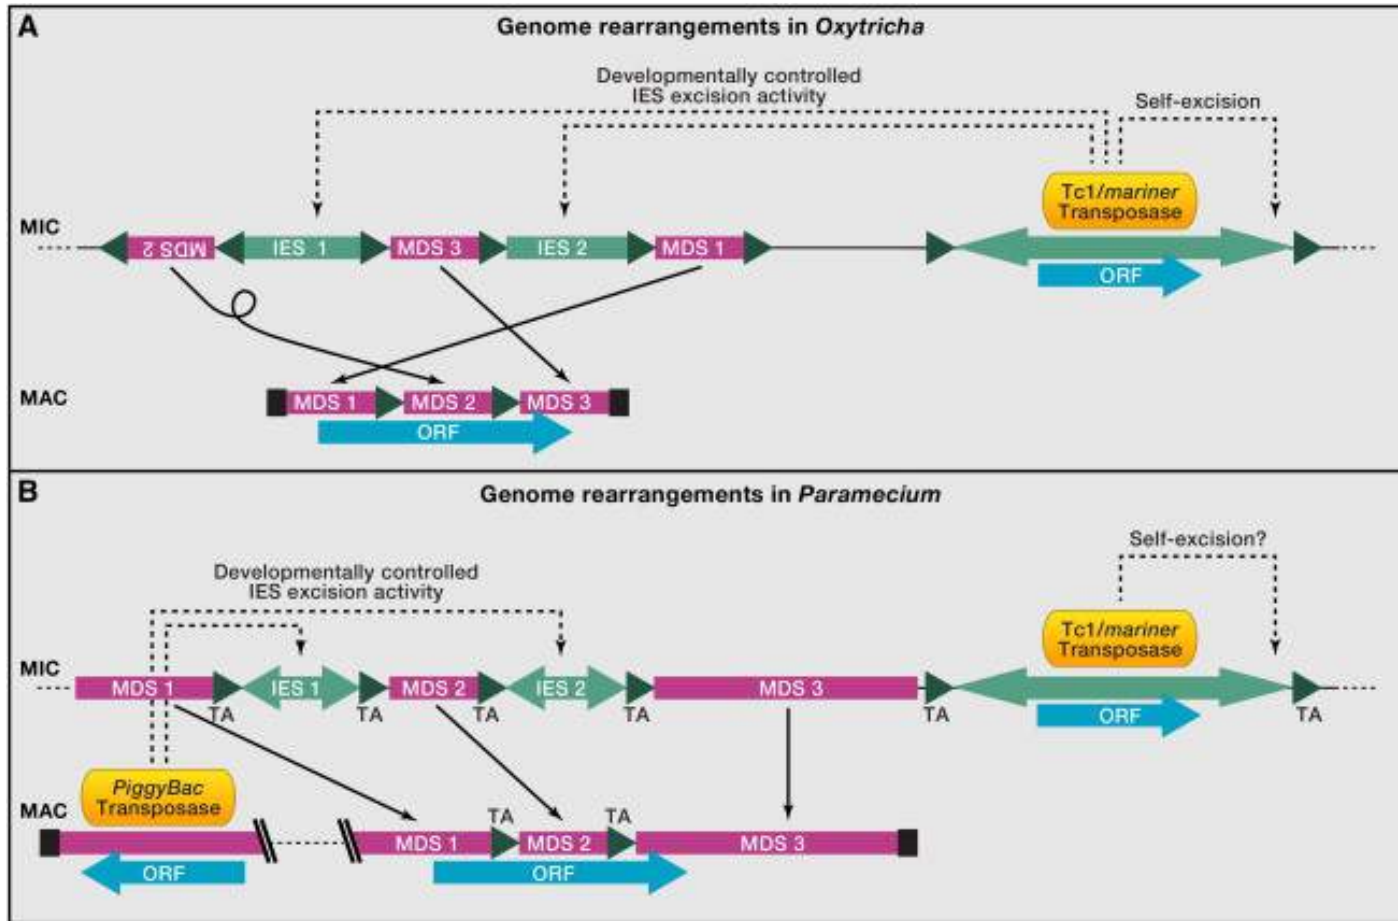 A
Genome rearrangements in Oxytricha
Developmentally controlled
IES excision activity
Self-excision
Tc1/mariner
Transposase
MIC
MDS 2 IES 1 MDS 3 IES 2 MDS 1
ORF
MAC
MDS 1 MDS 2 MDS 3
ORF
B
Genome rearrangements in Paramecium
Self-excision?
Developmentally controlled
IES excision activity
Tc1/mariner
Transposase
MIC
MDS 1 IES 1 MDS 2 IES 2 MDS 3
TA TA TA TA TA TA
ORF
PiggyBac
Transposase
MAC
TA TA
MDS 1 MDS 2 MDS 3
ORF ORF